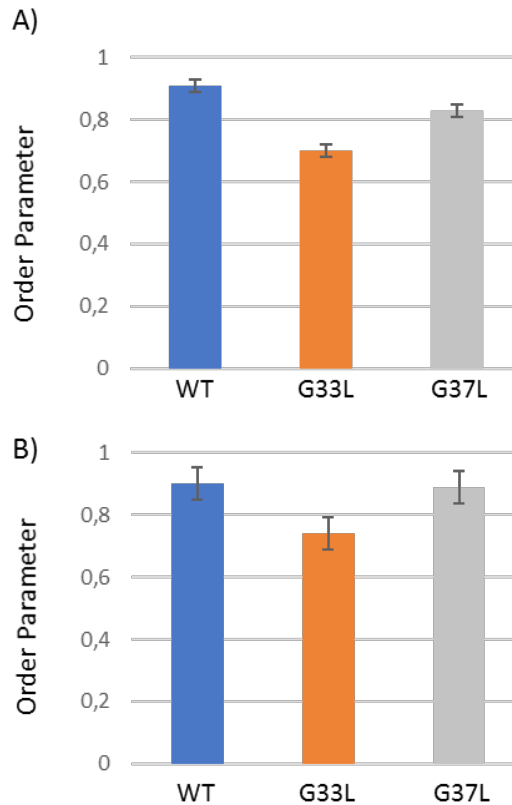 A)
Order Parameter
1
0,8
0,6
0,4
0,2
0
WT G33L G37L
B)
Order Parameter
1
0,8
0,6
0,4
0,2
0
WT G33L G37L